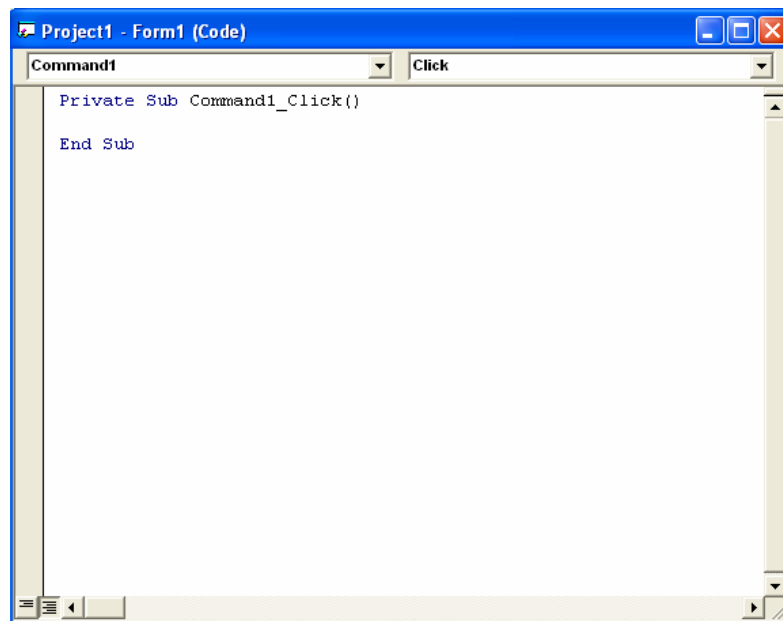 Project1 - Form1 (Code)
Command1 Click
Private Sub Command1_Click()
End Sub